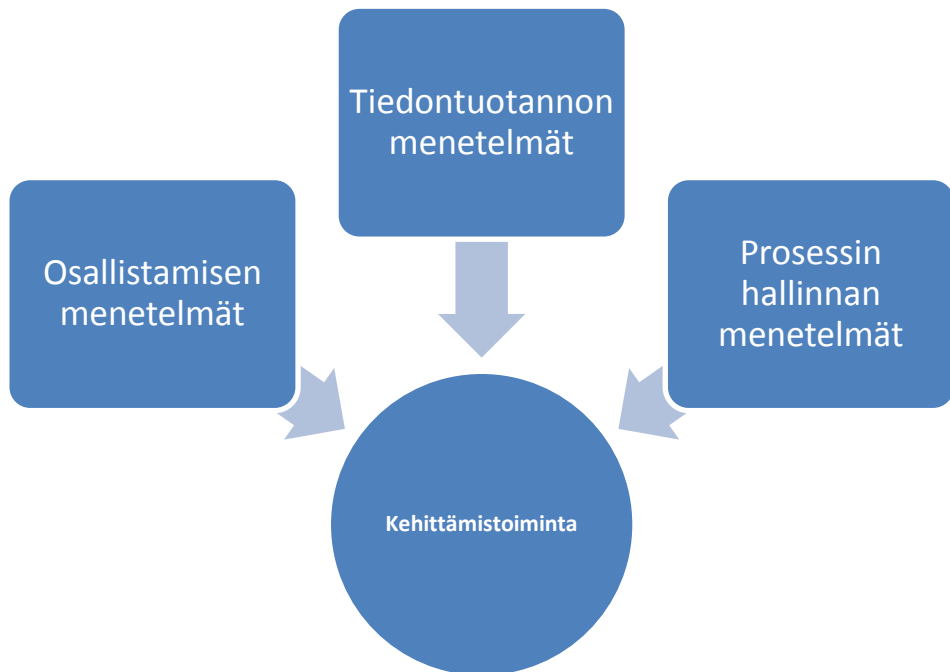 Tiedontuotannon
menetelmät
Osallistamisen
menetelmät
Prosessin
hallinnan
menetelmät
Kehittämistoiminta